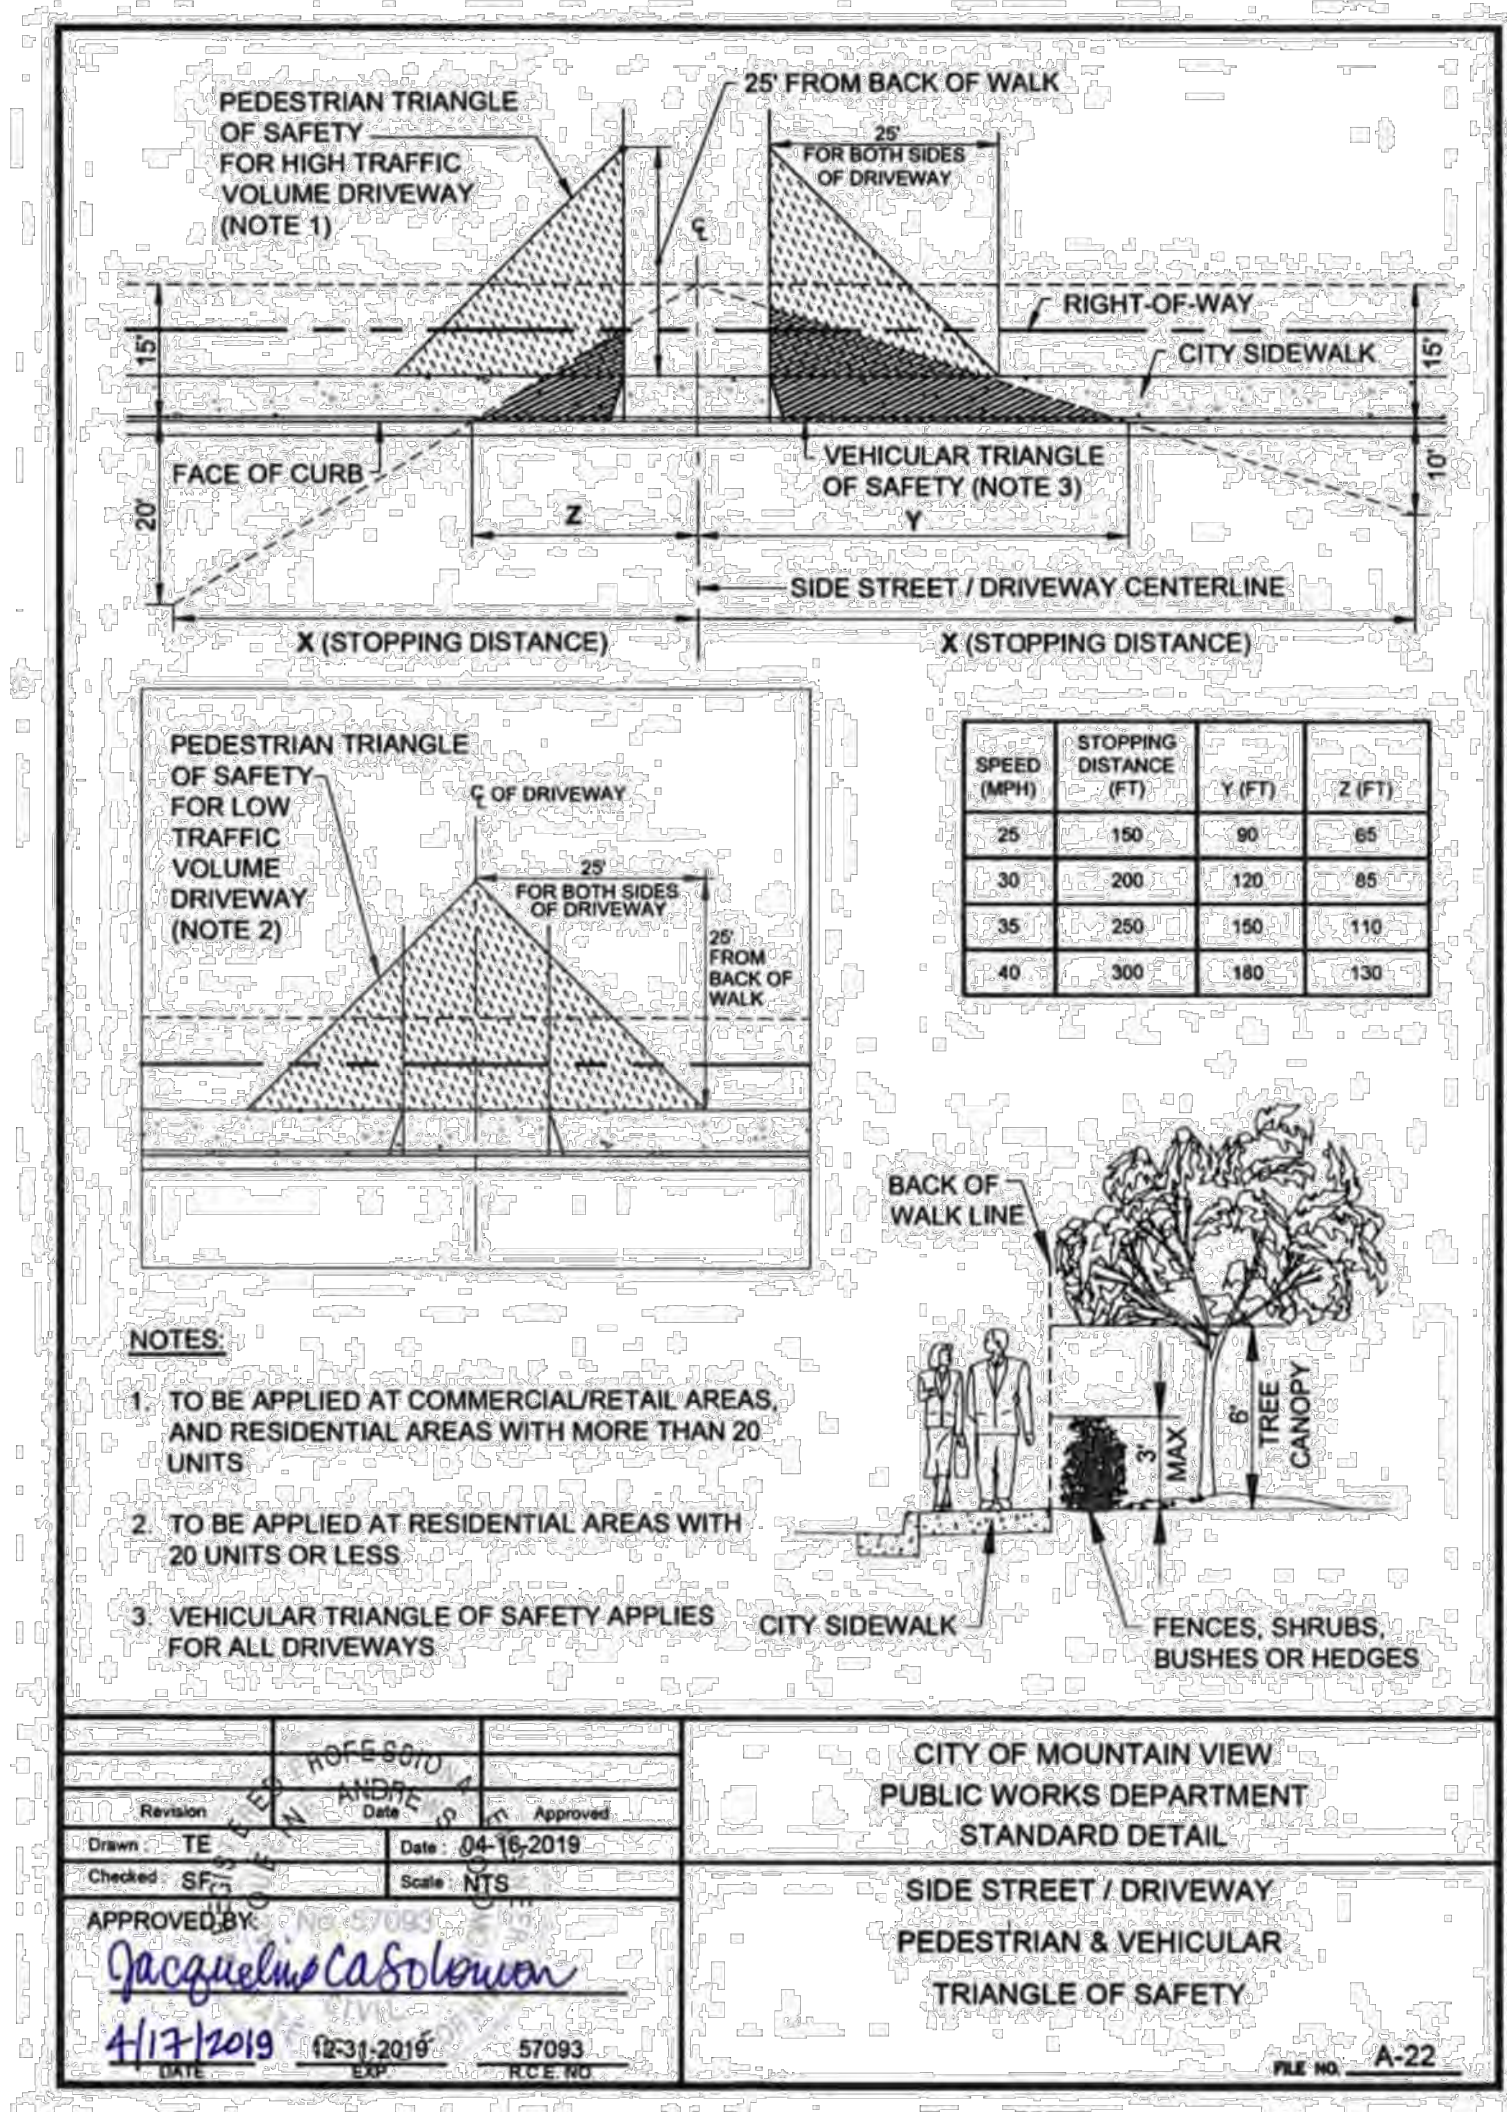 25' FROM BACK OF WALK
PEDESTRIAN TRIANGLE
OF SAFETY
FOR HIGH TRAFFIC
VOLUME DRIVEWAY
(NOTE 1)
25'
FOR BOTH SIDES
OF DRIVEWAY
RIGHT-OF-WAY
CITY SIDEWALK
15'
15'
FACE OF CURB
VEHICULAR TRIANGLE
OF SAFETY (NOTE 3)
20'
10'
Z
Y
SIDE STREET / DRIVEWAY CENTERLINE
X (STOPPING DISTANCE)
X (STOPPING DISTANCE)
PEDESTRIAN TRIANGLE
OF SAFETY
FOR LOW
TRAFFIC
VOLUME
DRIVEWAY
(NOTE 2)
℄ OF DRIVEWAY
25'
FOR BOTH SIDES
OF DRIVEWAY
25'
FROM
BACK OF
WALK
SPEED (MPH) STOPPING DISTANCE (FT) Y (FT) Z (FT)
25 150 90 65
30 200 120 85
35 250 150 110
40 300 180 130
BACK OF
WALK LINE
3'
MAX
6'
TREE
CANOPY
CITY SIDEWALK
FENCES, SHRUBS,
BUSHES OR HEDGES
NOTES:
1. TO BE APPLIED AT COMMERCIAL/RETAIL AREAS,
AND RESIDENTIAL AREAS WITH MORE THAN 20
UNITS
2. TO BE APPLIED AT RESIDENTIAL AREAS WITH
20 UNITS OR LESS
3. VEHICULAR TRIANGLE OF SAFETY APPLIES
FOR ALL DRIVEWAYS
Revision Date Approved
Drawn : TE Date : 04-16-2019
Checked : SF Scale : NTS
APPROVED BY:
No. 57093
Jacqueline CA Solomon
4/17/2019 12-31-2019 57093
DATE EXP R.C.E. NO.
CITY OF MOUNTAIN VIEW
PUBLIC WORKS DEPARTMENT
STANDARD DETAIL
SIDE STREET / DRIVEWAY
PEDESTRIAN & VEHICULAR
TRIANGLE OF SAFETY
FILE NO. A-22